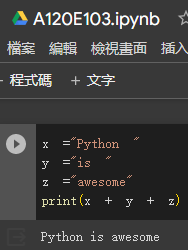 A120E103.ipynb
檔案 編輯 檢視畫面 插入
+ 程式碼 + 文字
x ="Python "
y ="is "
z ="awesome"
print(x + y + z)
Python is awesome